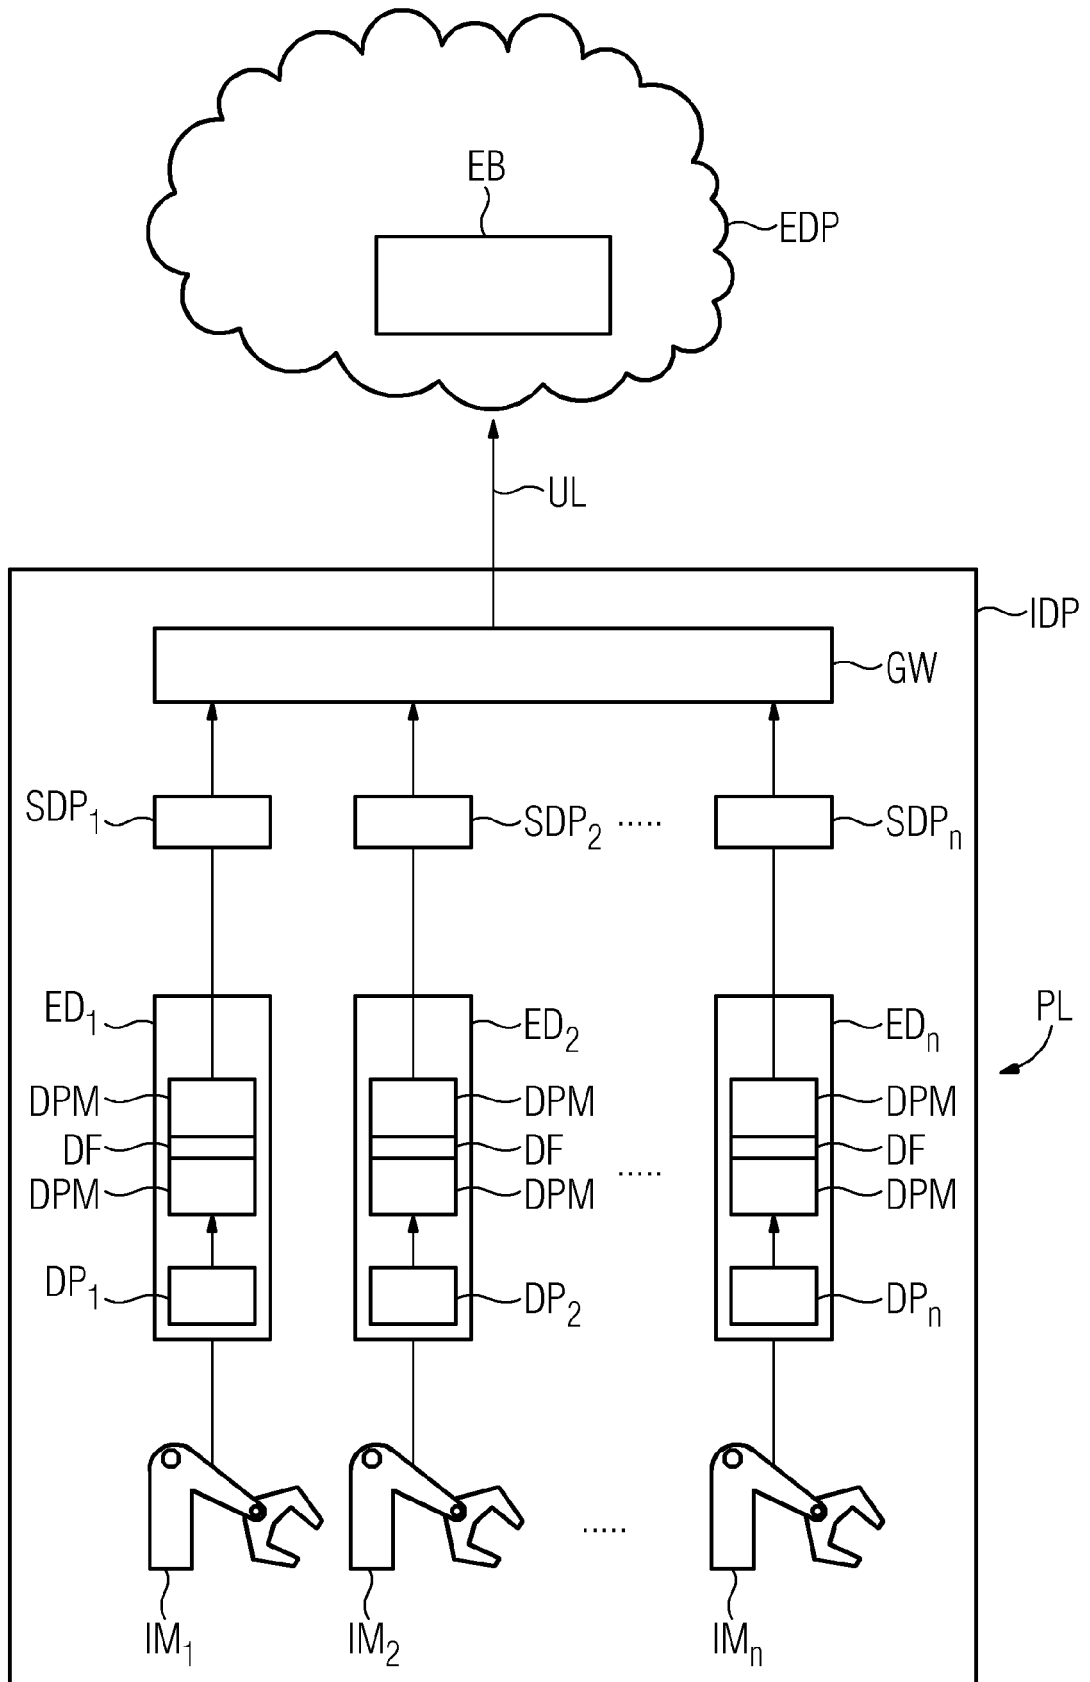 EB
EDP
UL
IDP
GW
SDP₁
SDP₂ ..... SDPₙ
ED₁
ED₂
EDₙ
PL
DPM
DPM
DPM
DF
DF
DF
DPM
DPM
.....
DPM
DP₁
DP₂
DPₙ
.....
IM₁
IM₂
IMₙ